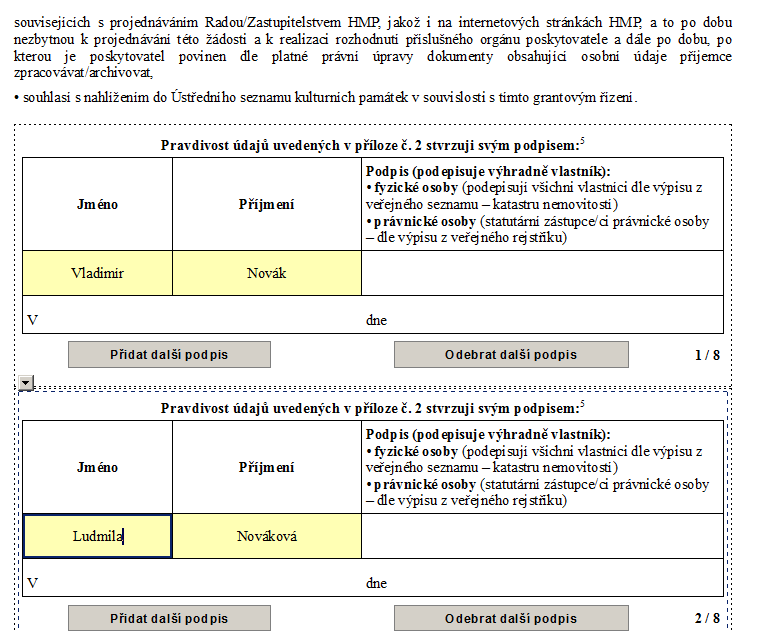 souvisejících s projednáváním Radou/Zastupitelstvem HMP, jakož i na internetových stránkách HMP, a to po dobu
nezbytnou k projednávání této žádosti a k realizaci rozhodnutí příslušného orgánu poskytovatele a dále po dobu, po
kterou je poskytovatel povinen dle platné právní úpravy dokumenty obsahující osobní údaje příjemce
zpracovávat/archivovat,
• souhlasí s nahlížením do Ústředního seznamu kulturních památek v souvislosti s tímto grantovým řízení.
Pravdivost údajů uvedených v příloze č. 2 stvrzuji svým podpisem:5
Jméno
Příjmení
Podpis (podepisuje výhradně vlastník):
• fyzické osoby (podepisují všichni vlastníci dle výpisu z
veřejného seznamu – katastru nemovitostí)
• právnické osoby (statutární zástupce/ci právnické osoby
– dle výpisu z veřejného rejstříku)
Vladimír
Novák
V
dne
Přidat další podpis
Odebrat další podpis
1 / 8
Pravdivost údajů uvedených v příloze č. 2 stvrzuji svým podpisem:5
Jméno
Příjmení
Podpis (podepisuje výhradně vlastník):
• fyzické osoby (podepisují všichni vlastníci dle výpisu z
veřejného seznamu – katastru nemovitostí)
• právnické osoby (statutární zástupce/ci právnické osoby
– dle výpisu z veřejného rejstříku)
Ludmila
Nováková
V
dne
Přidat další podpis
Odebrat další podpis
2 / 8